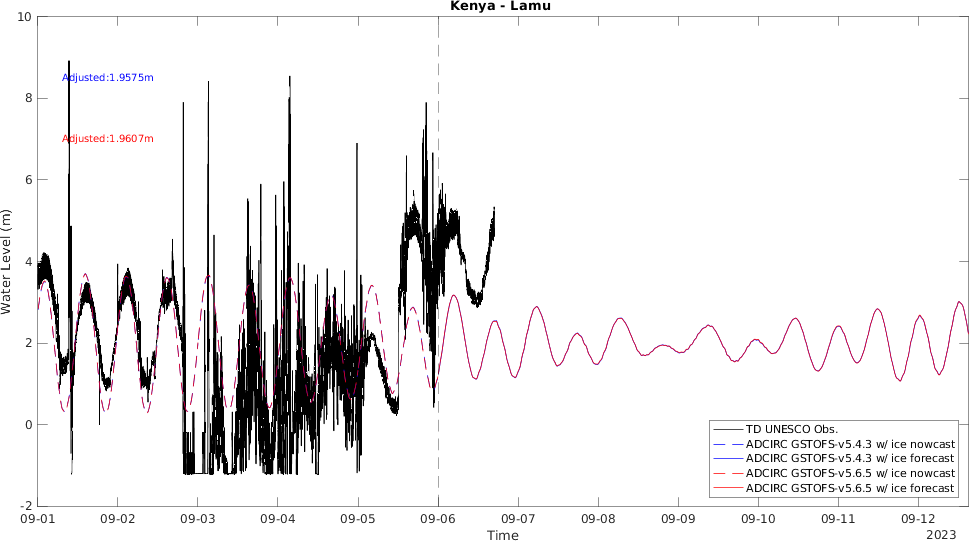 Kenya - Lamu
10
8
6
4
2
0
-2
Water Level (m)
Adjusted:1.9575m
Adjusted:1.9607m
TD UNESCO Obs.
ADCIRC GSTOFS-v5.4.3 w/ ice nowcast
ADCIRC GSTOFS-v5.4.3 w/ ice forecast
ADCIRC GSTOFS-v5.6.5 w/ ice nowcast
ADCIRC GSTOFS-v5.6.5 w/ ice forecast
09-01 09-02 09-03 09-04 09-05 09-06 09-07 09-08 09-09 09-10 09-11 09-12
Time
2023